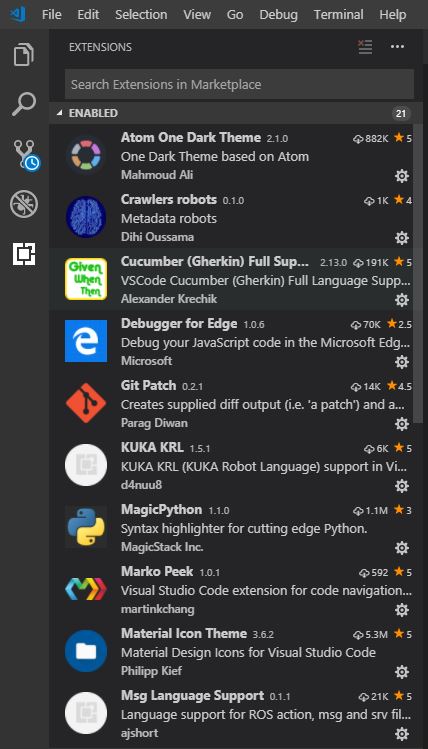 File Edit Selection View Go Debug Terminal Help
EXTENSIONS
Search Extensions in Marketplace
ENABLED 21
Atom One Dark Theme 2.1.0 882K 5
One Dark Theme based on Atom
Mahmoud Ali
Crawlers robots 0.1.0 1K 4
Metadata robots
Dihi Oussama
Given When Then
Cucumber (Gherkin) Full Sup... 2.13.0 191K 5
VSCode Cucumber (Gherkin) Full Language Supp...
Alexander Krechik
Debugger for Edge 1.0.6 70K 2.5
Debug your JavaScript code in the Microsoft Edg...
Microsoft
Git Patch 0.2.1 14K 4.5
Creates supplied diff output (i.e. 'a patch') and a...
Parag Diwan
KUKA KRL 1.5.1 6K 5
KUKA KRL (KUKA Robot Language) support in Vi...
d4nuu8
MagicPython 1.1.0 1.1M 3
Syntax highlighter for cutting edge Python.
MagicStack Inc.
Marko Peek 1.0.1 592 5
Visual Studio Code extension for code navigation...
martinkchang
Material Icon Theme 3.6.2 5.3M 5
Material Design Icons for Visual Studio Code
Philipp Kief
Msg Language Support 0.1.1 21K 5
Language support for ROS action, msg and srv fil...
ajshort